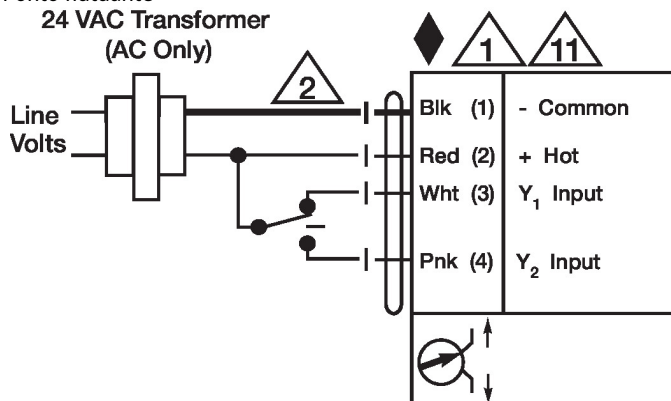 24 VAC Transformer
(AC Only)
Line
Volts
2
1
11
Blk (1) - Common
Red (2) + Hot
Wht (3) Y1 Input
Pnk (4) Y2 Input